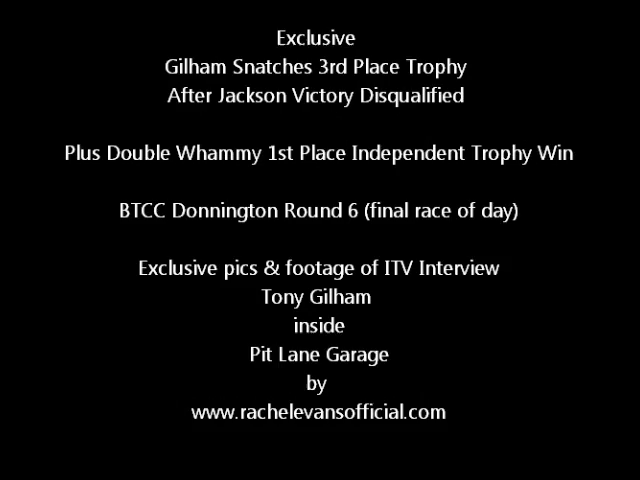 Exclusive
Gilham Snatches 3rd Place Trophy
After Jackson Victory Disqualified
Plus Double Whammy 1st Place Independent Trophy Win
BTCC Donnington Round 6 (final race of day)
Exclusive pics & footage of ITV Interview
Tony Gilham
inside
Pit Lane Garage
by
www.rachelevansofficial.com